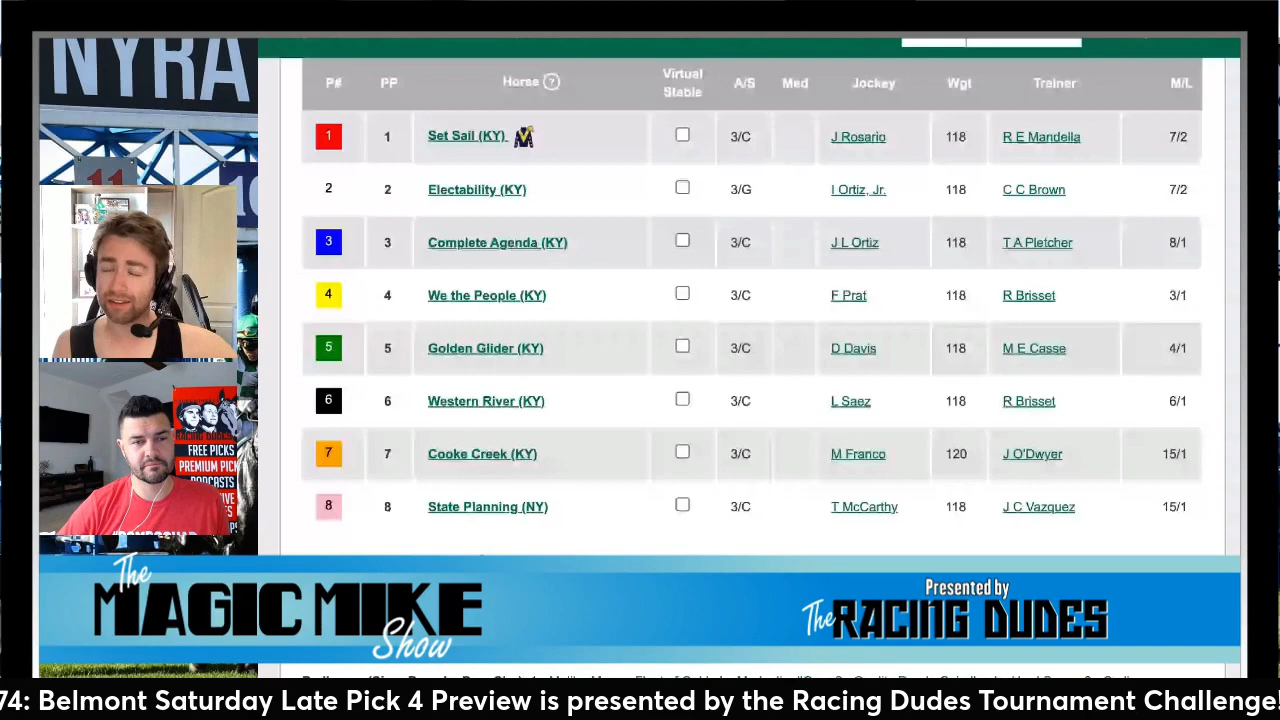 NYRA
11
P# PP Horse ? Virtual Stable A/S Med Jockey Wgt Trainer M/L
1 1 Set Sail (KY) 3/C J Rosario 118 R E Mandella 7/2
2 2 Electability (KY) 3/G I Ortiz, Jr. 118 C C Brown 7/2
3 3 Complete Agenda (KY) 3/C J L Ortiz 118 T A Pletcher 8/1
4 4 We the People (KY) 3/C F Prat 118 R Brisset 3/1
5 5 Golden Glider (KY) 3/C D Davis 118 M E Casse 4/1
6 6 Western River (KY) 3/C L Saez 118 R Brisset 6/1
7 7 Cooke Creek (KY) 3/C M Franco 120 J O'Dwyer 15/1
8 8 State Planning (NY) 3/C T McCarthy 118 J C Vazquez 15/1
RACING DUDES
FREE PICKS
PREMIUM PICK
PODCASTS
The
MAGIC MIKE
Show
Presented by
The RACING DUDES
74: Belmont Saturday Late Pick 4 Preview is presented by the Racing Dudes Tournament Challenge